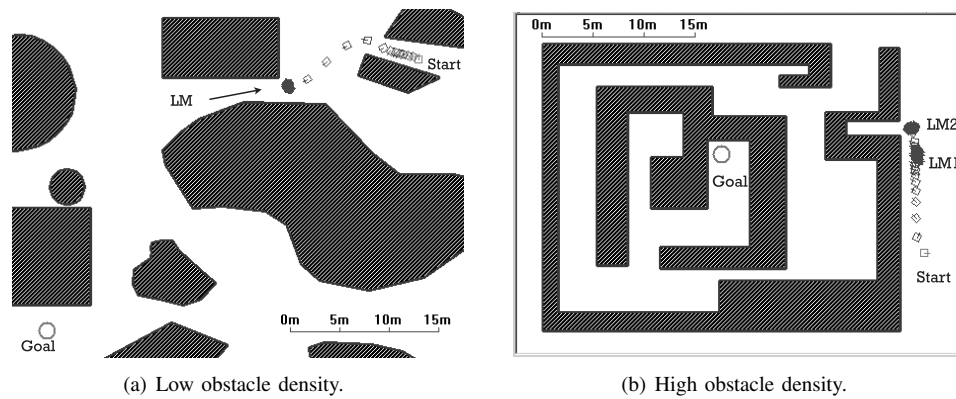 Start
LM
0m 5m 10m 15m
Goal
(a) Low obstacle density.
0m 5m 10m 15m
LM2
LM1
Goal
Start
(b) High obstacle density.